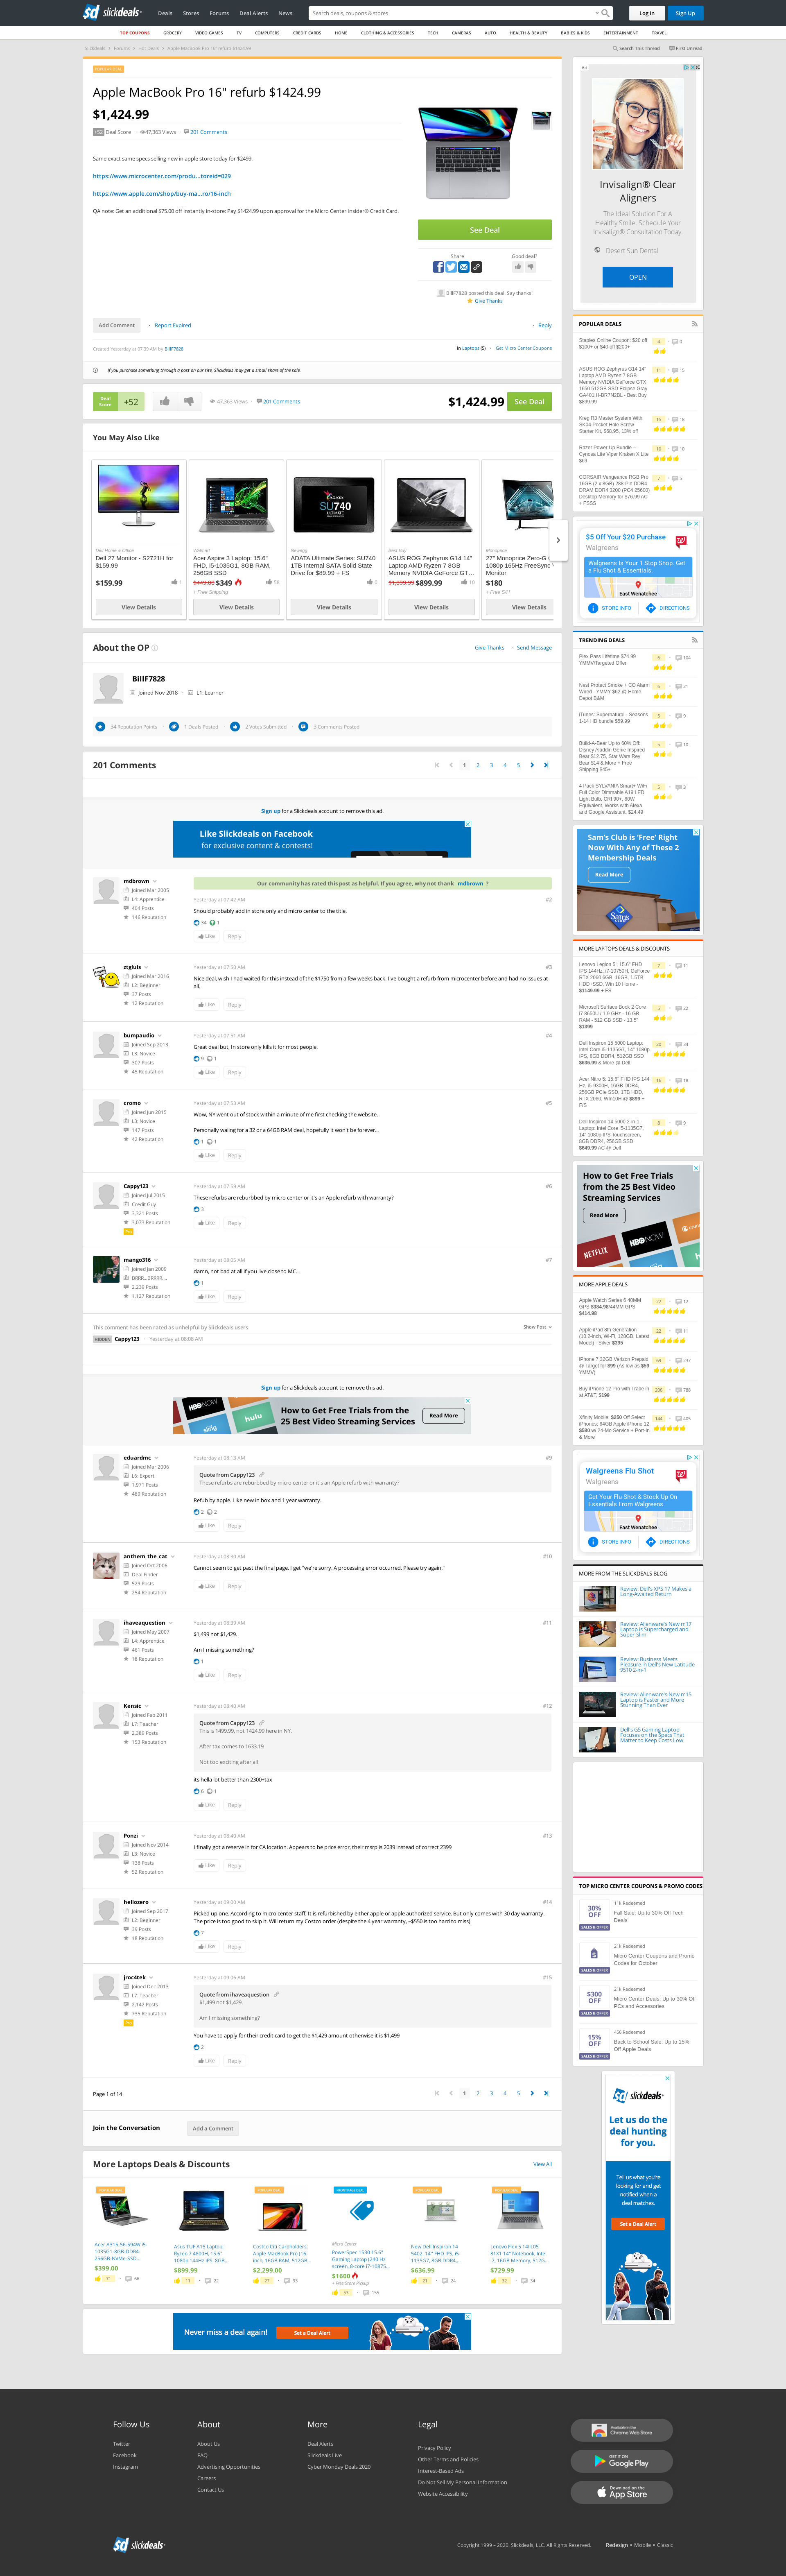 slickdeals
Deals
Stores
Forums
Deal Alerts
News
Search deals, coupons & stores
Log In
Sign Up
TOP COUPONS
GROCERY
VIDEO GAMES
TV
COMPUTERS
CREDIT CARDS
HOME
CLOTHING & ACCESSORIES
TECH
CAMERAS
AUTO
HEALTH & BEAUTY
BABIES & KIDS
ENTERTAINMENT
TRAVEL
Slickdeals > Forums > Hot Deals > Apple MacBook Pro 16" refurb $1424.99
Search This Thread
First Unread
Apple MacBook Pro 16" refurb $1424.99
$1,424.99
+52 Deal Score
47,363 Views
201 Comments
Same exact same specs selling new in apple store today for $2499.
https://www.microcenter.com/produ...toreid=029
https://www.apple.com/shop/buy-ma...ro/16-inch
QA note: Get an additional $75.00 off instantly in-store: Pay $1424.99 upon approval for the Micro Center Insider® Credit Card.
See Deal
Share
Good deal?
BillF7828 posted this deal. Say thanks!
Give Thanks
Add Comment
Report Expired
Reply
Created Yesterday at 07:39 AM by BillF7828
in Laptops (5)
Get Micro Center Coupons
If you purchase something through a post on our site, Slickdeals may get a small share of the sale.
Deal Score +52
47,363 Views
201 Comments
$1,424.99
See Deal
You May Also Like
Dell Home & Office
Dell 27 Monitor - S2721H for $159.99
$159.99
View Details
Walmart
Acer Aspire 3 Laptop: 15.6" FHD, i5-1035G1, 8GB RAM, 256GB SSD
$449.00 $349
+ Free Shipping
View Details
Newegg
ADATA Ultimate Series: SU740 1TB Internal SATA Solid State Drive for $89.99 + FS
View Details
Best Buy
ASUS ROG Zephyrus G14 14" Laptop AMD Ryzen 7 8GB Memory NVIDIA GeForce GT...
$1,099.99 $899.99
View Details
Monoprice
27" Monoprice Zero-G
1080p 165Hz FreeSync
Monitor
$180
+ Free S/H
View Details
About the OP
Give Thanks
Send Message
BillF7828
Joined Nov 2018
L1: Learner
34 Reputation Points
1 Deals Posted
2 Votes Submitted
3 Comments Posted
201 Comments
1 2 3 4 5
Sign up for a Slickdeals account to remove this ad.
Like Slickdeals on Facebook
for exclusive content & contests!
mdbrown
Joined Mar 2005
L4: Apprentice
404 Posts
146 Reputation
Our community has rated this post as helpful. If you agree, why not thank mdbrown ?
Yesterday at 07:42 AM
#2
Should probably add in store only and micro center to the title.
34 1
Like Reply
ztgluis
Joined Mar 2016
L2: Beginner
37 Posts
12 Reputation
Yesterday at 07:50 AM
#3
Nice deal, wish I had waited for this instead of the $1750 from a few weeks back. I've bought a refurb from microcenter before and had no issues at all.
Like Reply
bumpaudio
Joined Sep 2013
L3: Novice
307 Posts
45 Reputation
Yesterday at 07:51 AM
#4
Great deal but, In store only kills it for most people.
9 1
Like Reply
cromo
Joined Jun 2015
L3: Novice
147 Posts
42 Reputation
Yesterday at 07:53 AM
#5
Wow, NY went out of stock within a minute of me first checking the website.
Personally waiing for a 32 or a 64GB RAM deal, hopefully it won't be forever...
1 1
Like Reply
Cappy123
Joined Jul 2015
Credit Guy
3,321 Posts
3,073 Reputation
Pro
Yesterday at 07:59 AM
#6
These refurbs are refurbished by micro center or it's an Apple refurb with warranty?
3
Like Reply
mango316
Joined Jan 2009
BRRR...BRRRR....
2,239 Posts
1,127 Reputation
Yesterday at 08:05 AM
#7
damn, not bad at all if you live close to MC...
1
Like Reply
This comment has been rated as unhelpful by Slickdeals users
Show Post
HIDDEN Cappy123 Yesterday at 08:08 AM
Sign up for a Slickdeals account to remove this ad.
HBO NOW
hulu
How to Get Free Trials from the
25 Best Video Streaming Services
Read More
eduardmc
Joined Mar 2006
L6: Expert
1,971 Posts
489 Reputation
Yesterday at 08:13 AM
#9
Quote from Cappy123
These refurbs are refurbished by micro center or it's an Apple refurb with warranty?
Refub by apple. Like new in box and 1 year warranty.
2 2
Like Reply
anthem_the_cat
Joined Oct 2006
Deal Finder
529 Posts
254 Reputation
Yesterday at 08:38 AM
#10
Cannot seem to get past the final page. I get "we're sorry. A processing error occurred. Please try again."
Like Reply
ihaveaquestion
Joined May 2007
L4: Apprentice
461 Posts
18 Reputation
Yesterday at 08:39 AM
#11
$1,499 not $1,429.
Am I missing something?
1
Like Reply
Kensic
Joined Feb 2011
L7: Teacher
2,389 Posts
153 Reputation
Yesterday at 08:40 AM
#12
Quote from Cappy123
This is 1499.99, not 1424.99 here in NY.
After tax comes to 1633.19
Not too exciting after all
its hella lot better than 2300+tax
6 1
Like Reply
Ponzi
Joined Nov 2014
L3: Novice
138 Posts
52 Reputation
Yesterday at 08:40 AM
#13
I finally got a reserve in for CA location. Appears to be price error, their msrp is 2039 instead of correct 2399
Like Reply
hellozero
Joined Sep 2017
L2: Beginner
39 Posts
18 Reputation
Yesterday at 09:00 AM
#14
Picked up one. According to micro center staff, It is refurbished by either apple or apple authorized service. But only comes with 30 day warranty. The price is too good to skip it. Will return my Costco order (despite the 4 year warranty, ~$550 is too hard to miss)
7
Like Reply
jroc4tek
Joined Dec 2013
L7: Teacher
2,142 Posts
735 Reputation
Pro
Yesterday at 09:06 AM
#15
Quote from ihaveaquestion
$1,499 not $1,429.
Am I missing something?
You have to apply for their credit card to get the $1,429 amount otherwise it is $1,499
2
Like Reply
Page 1 of 14
1 2 3 4 5
Join the Conversation
Add a Comment
More Laptops Deals & Discounts
View All
Acer A315-56-594W i5-1035G1 8GB DDR4 256GB-NVMe-SSD...
$399.00
71 66
Asus TUF A15 Laptop: Ryzen 7 4800H, 15.6" 1080p 144Hz IPS, 8GB...
$899.99
11 22
Costco Citi Cardholders: Apple MacBook Pro (16-inch, 16GB RAM, 512GB...
$2,299.00
27 93
Micro Center
PowerSpec 1530 15.6" Gaming Laptop (240 Hz screen, 8-core i7-10875...
$1600
+ Free Store Pickup
53 155
New Dell Inspiron 14 5402: 14" FHD IPS, i5-1135G7, 8GB DDR4,...
$636.99
21 24
Lenovo Flex 5 14IIL05 81X1 14" Notebook, Intel i7, 16GB Memory, 512G...
$729.99
32 34
Never miss a deal again!
Set a Deal Alert
Ad
Invisalign® Clear Aligners
The Ideal Solution For A Healthy Smile. Schedule Your Invisalign® Consultation Today.
Desert Sun Dental
OPEN
POPULAR DEALS
Staples Online Coupon: $20 off $100+ or $40 off $200+
ASUS ROG Zephyrus G14 14" Laptop AMD Ryzen 7 8GB Memory NVIDIA GeForce GTX 1650 512GB SSD Eclipse Gray GA401IH-BR7N2BL - Best Buy $899.99
Kreg R3 Master System With SK04 Pocket Hole Screw Starter Kit, $68.95, 13% off
Razer Power Up Bundle -- Cynosa Lite Viper Kraken X Lite $69
CORSAIR Vengeance RGB Pro 16GB (2 x 8GB) 288-Pin DDR4 DRAM DDR4 3200 (PC4 25600) Desktop Memory for $76.99 AC + FSSS
$5 Off Your $20 Purchase
Walgreens
Walgreens Is Your 1 Stop Shop. Get a Flu Shot & Essentials.
East Wenatchee
STORE INFO
DIRECTIONS
TRENDING DEALS
Plex Pass Lifetime $74.99 YMMV/Targeted Offer
6 104
Nest Protect Smoke + CO Alarm Wired - YMMY $62 @ Home Depot B&M
6 21
iTunes: Supernatural - Seasons 1-14 HD bundle $59.99
5 9
Build-A-Bear Up to 60% Off: Disney Aladdin Genie Inspired Bear $12.75, Star Wars Rey Bear $14 & More + Free Shipping $45+
5 10
4 Pack SYLVANIA Smart+ WiFi Full Color Dimmable A19 LED Light Bulb, CRI 90+, 60W Equivalent, Works with Alexa and Google Assistant, $24.49
Sam's Club is 'Free' Right Now With Any of These 2 Membership Deals
Read More
Sam's Club
MORE LAPTOPS DEALS & DISCOUNTS
Lenovo Legion 5i, 15.6" FHD IPS 144Hz, i7-10750H, GeForce RTX 2060 6GB, 16GB, 1.5TB HDD+SSD, Win 10 Home - $1149.99 + FS
7 11
Microsoft Surface Book 2 Core i7 8650U I 1.9 GHz - 16 GB RAM - 512 GB SSD - 13.5" $1399
5 22
Dell Inspiron 15 5000 Laptop: Intel Core i5-1135G7, 14" 1080p IPS, 8GB DDR4, 512GB SSD $636.99 & More @ Dell
20 34
Acer Nitro 5: 15.6" FHD IPS 144 Hz, i5-9300H, 16GB DDR4, 256GB PCIe SSD, 1TB HDD, RTX 2060, Win10H @ $899 + F/S
16 18
Dell Inspiron 14 5000 2-in-1 Laptop: Intel Core i5-1135G7, 14" 1080p IPS Touchscreen, 8GB DDR4, 256GB SSD $649.99 AC @ Dell
8 9
How to Get Free Trials from the 25 Best Video Streaming Services
Read More
HBO NOW
hulu
NETFLIX
MORE APPLE DEALS
Apple Watch Series 6 40MM GPS $384.98/44MM GPS $414.98
22 12
Apple iPad 8th Generation (10.2-inch, Wi-Fi, 128GB, Latest Model) - Silver $395
22 11
iPhone 7 32GB Verizon Prepaid @ Target for $99 (As low as $59 YMMV)
69 237
Buy iPhone 12 Pro with Trade in at AT&T, $199
206 788
Xfinity Mobile: $250 Off Select iPhones: 64GB Apple iPhone 12 $580 w/ 24-Mo Service + Port-in & More
144 405
Walgreens Flu Shot
Walgreens
Get Your Flu Shot & Stock Up On Essentials From Walgreens.
East Wenatchee
STORE INFO
DIRECTIONS
MORE FROM THE SLICKDEALS BLOG
Review: Dell's XPS 17 Makes a Long-Awaited Return
Review: Alienware's New m17 Laptop is Supercharged and Super-Slim
Review: Business Meets Pleasure in Dell's New Latitude 9510 2-in-1
Review: Alienware's New m15 Laptop is Faster and More Stunning Than Ever
Dell's G5 Gaming Laptop Focuses on the Specs That Matter to Keep Costs Low
TOP MICRO CENTER COUPONS & PROMO CODES
30% OFF
SALES & OFFER
11k Redeemed
Fall Sale: Up to 30% Off Tech Deals
SALES & OFFER
21k Redeemed
Micro Center Coupons and Promo Codes for October
$300 OFF
SALES & OFFER
21k Redeemed
Micro Center Deals: Up to 30% Off PCs and Accessories
15% OFF
SALES & OFFER
456 Redeemed
Back to School Sale: Up to 15% Off Apple Deals
slickdeals
Let us do the deal hunting for you.
Tell us what you're looking for and get notified when a deal matches.
Set a Deal Alert
Follow Us
Twitter
Facebook
Instagram
About
About Us
FAQ
Advertising Opportunities
Careers
Contact Us
More
Deal Alerts
Slickdeals Live
Cyber Monday Deals 2020
Legal
Privacy Policy
Other Terms and Policies
Interest-Based Ads
Do Not Sell My Personal Information
Website Accessibility
Available in the Chrome Web Store
GET IT ON Google Play
Download on the App Store
slickdeals
Copyright 1999 – 2020. Slickdeals, LLC. All Rights Reserved.
Redesign • Mobile • Classic